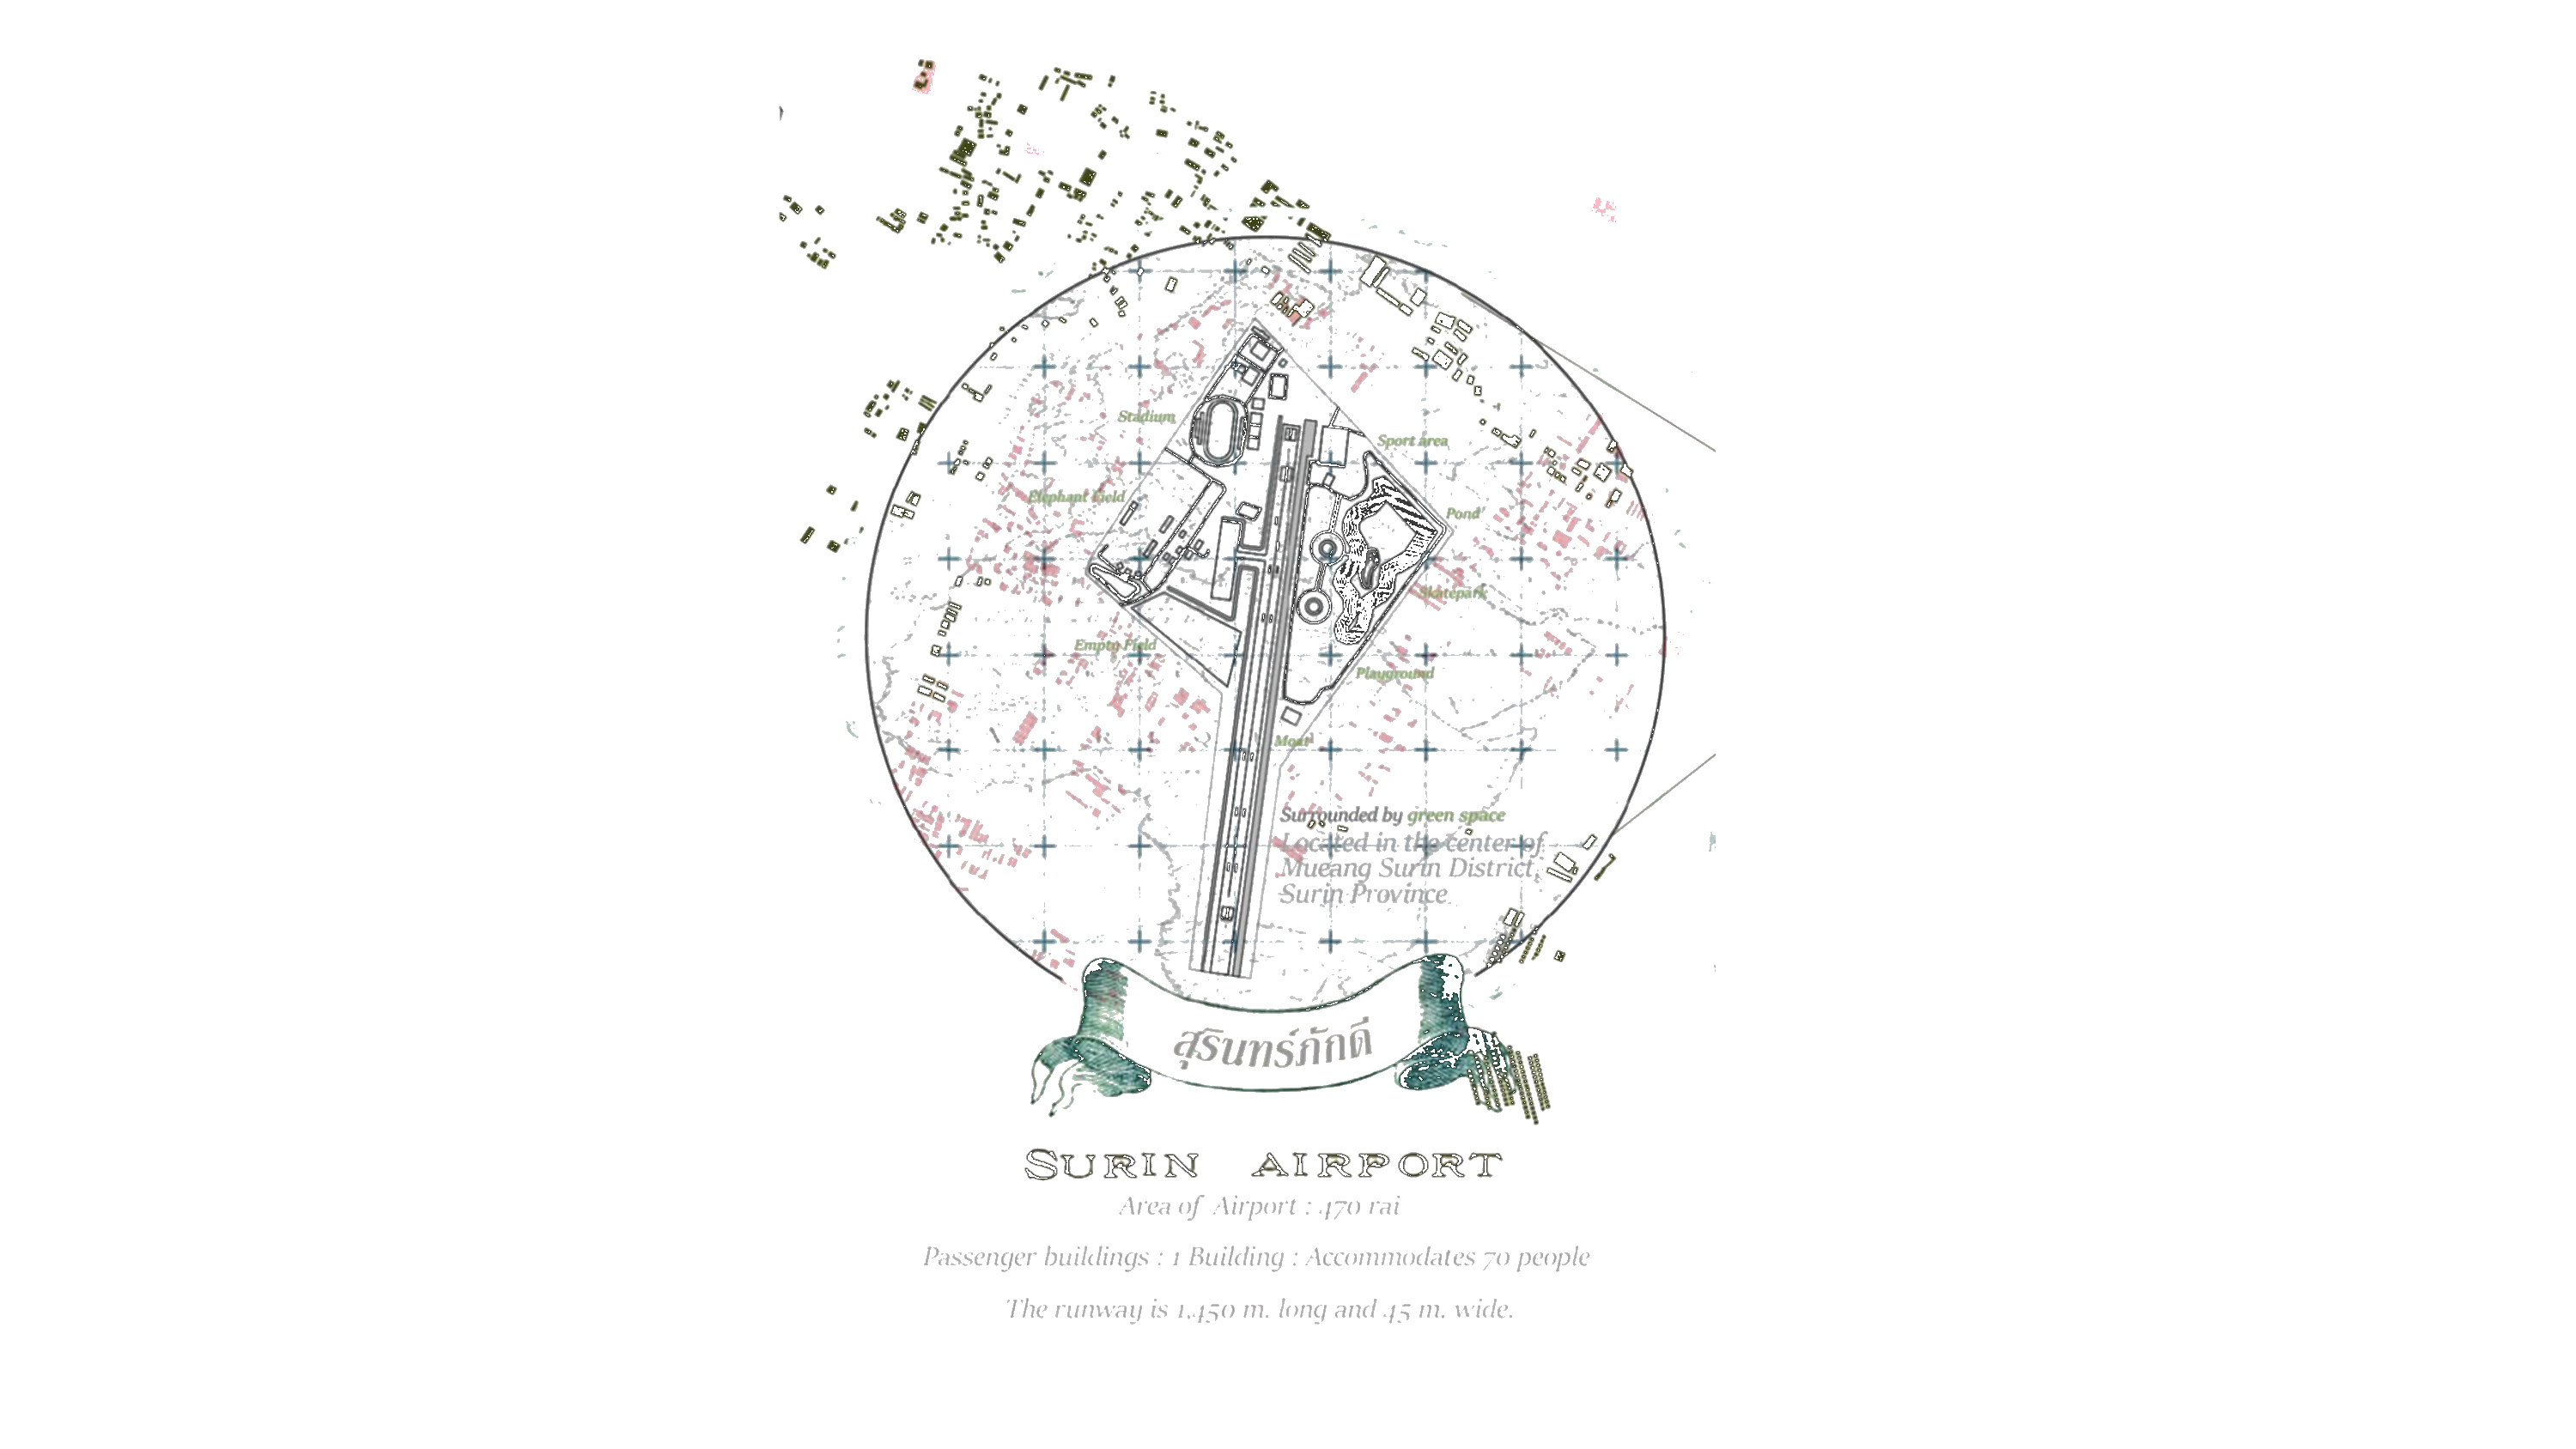 Stadium
Sport area
Elephant Field
Pond
Skatepark
Empty Field
Playground
Moat
Surrounded by green space
Located in the center of
Mueang Surin District,
Surin Province
สุรินทร์ภักดี
SURIN AIRPORT
Area of Airport : 470 rai
Passenger buildings : 1 Building : Accommodates 70 people
The runway is 1,450 m. long and 45 m. wide.